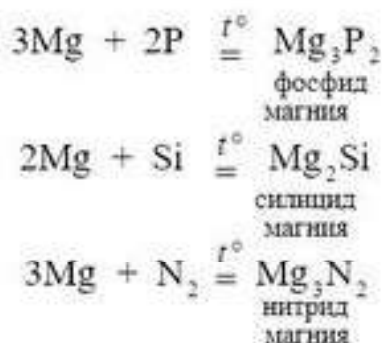 3Mg + 2P t° = Mg₃P₂
фосфид
магния
2Mg + Si t° = Mg₂Si
силицид
магния
3Mg + N₂ t° = Mg₃N₂
нитрид
магния